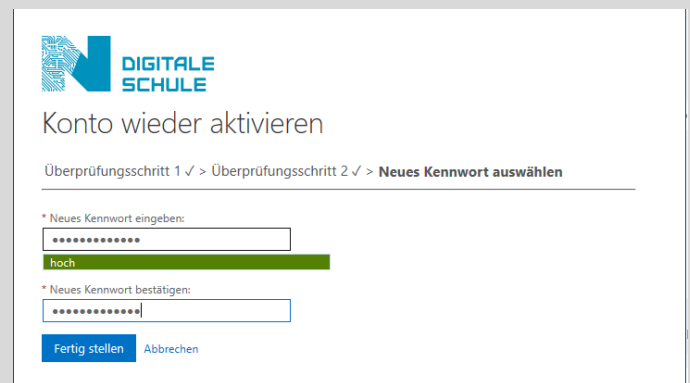 DIGITALE
SCHULE
Konto wieder aktivieren
Überprüfungsschritt 1 ✓ > Überprüfungsschritt 2 ✓ > Neues Kennwort auswählen
* Neues Kennwort eingeben:
•••••••••••••
hoch
* Neues Kennwort bestätigen:
•••••••••••••
Fertig stellen Abbrechen